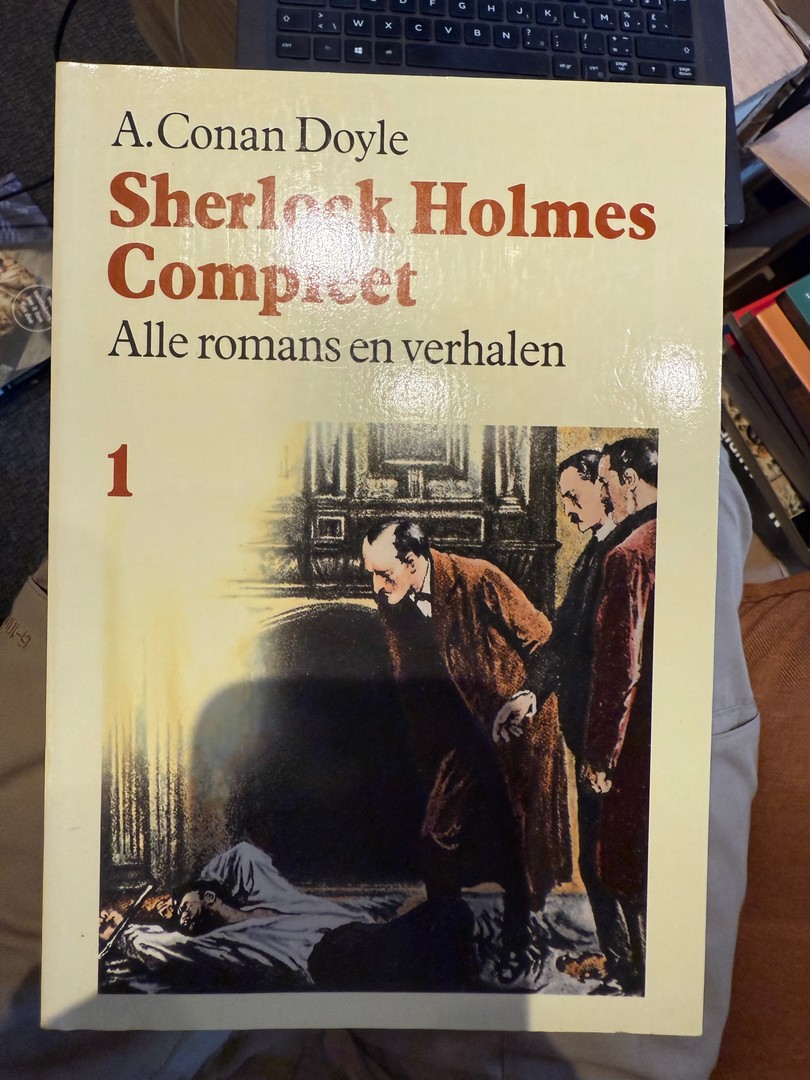 A. Conan Doyle
Sherlock Holmes
Compleet
Alle romans en verhalen
1